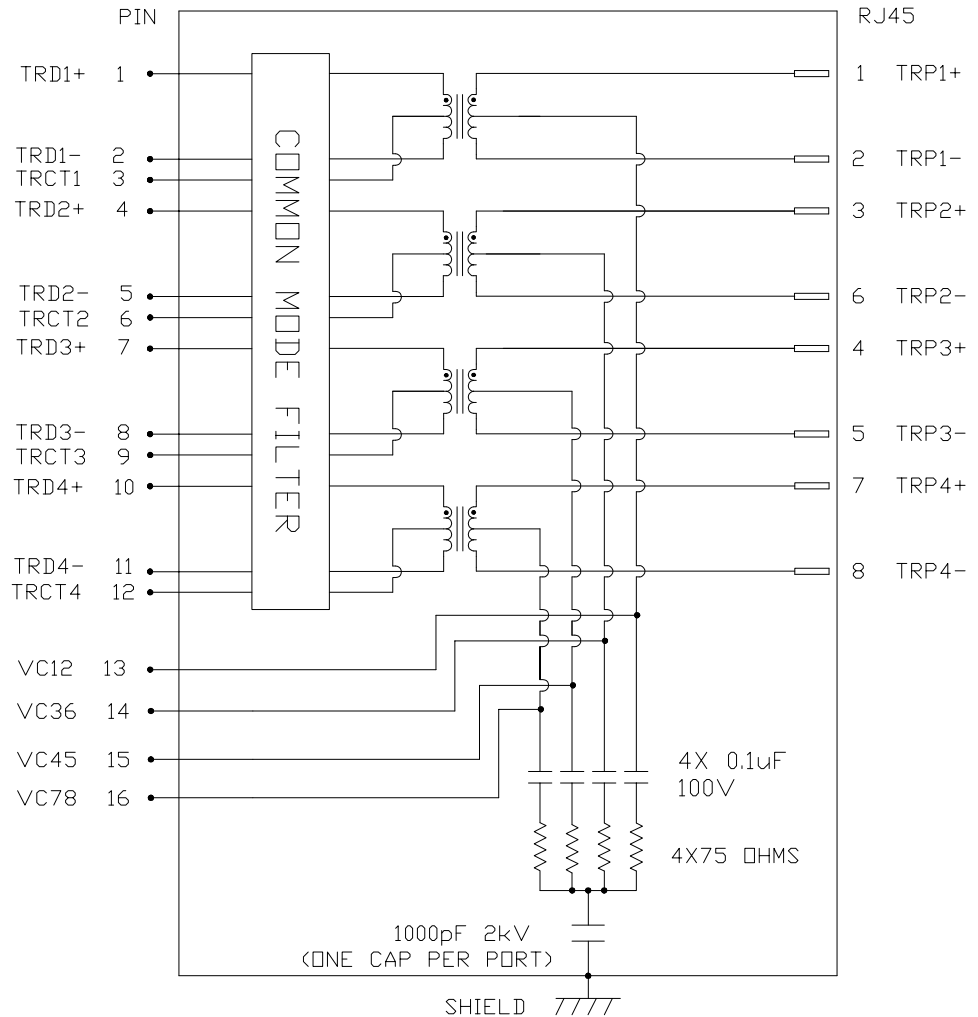 PIN RJ45
TRD1+ 1 1 TRP1+
TRD1- 2 2 TRP1-
TRCT1 3
TRD2+ 4 3 TRP2+
TRD2- 5 6 TRP2-
TRCT2 6
TRD3+ 7 4 TRP3+
TRD3- 8 5 TRP3-
TRCT3 9
TRD4+ 10 7 TRP4+
TRD4- 11 8 TRP4-
TRCT4 12
COMMON MODE FILTER
VC12 13
VC36 14
VC45 15
VC78 16
4X 0.1uF
100V
4X75 OHMS
1000pF 2kV
(ONE CAP PER PORT)
SHIELD